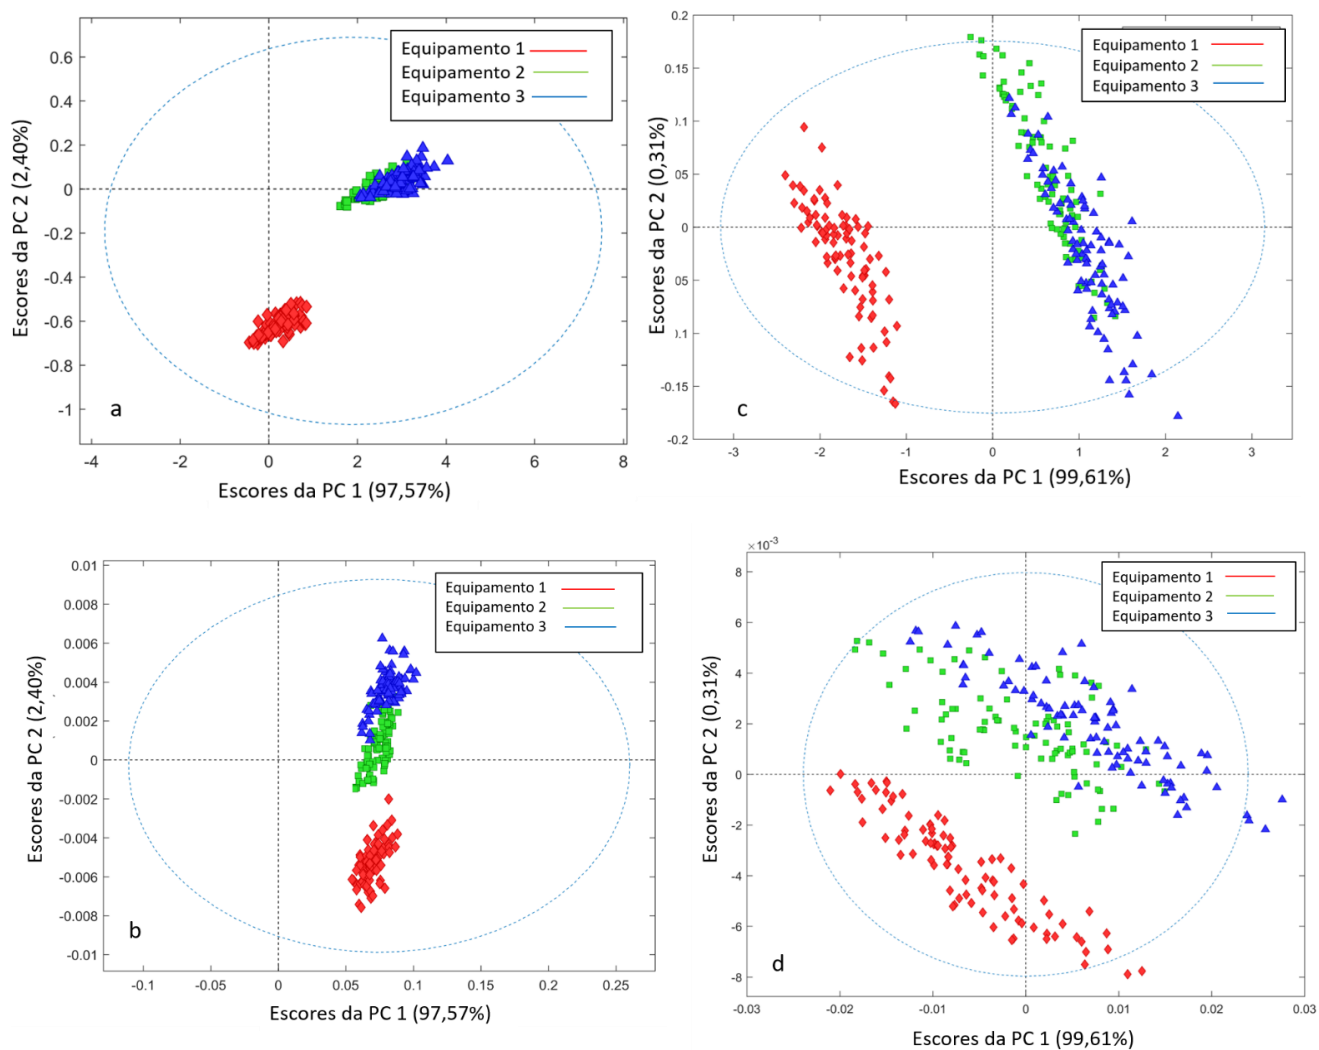 0.6
0.4
0.2
0
-0.2
-0.4
-0.6
-0.8
-1
Escores da PC 2 (2,40%)
Equipamento 1
Equipamento 2
Equipamento 3
a
-4
-2
0
2
4
6
8
Escores da PC 1 (97,57%)
0.2
0.15
1.1
05
0
05
1.1
-0.15
-0.2
Escores da PC 2 (0,31%)
Equipamento 1
Equipamento 2
Equipamento 3
c
-3
-2
-1
0
1
2
3
Escores da PC 1 (99,61%)
0.01
0.008
0.006
0.004
0.002
0
-0.002
-0.004
-0.006
-0.008
-0.01
Escores da PC 2 (2,40%)
Equipamento 1
Equipamento 2
Equipamento 3
b
-0.1
-0.05
0
0.05
0.1
0.15
0.2
0.25
Escores da PC 1 (97,57%)
×10⁻³
8
6
4
2
0
-2
-4
-6
-8
Escores da PC 2 (0,31%)
Equipamento 1
Equipamento 2
Equipamento 3
d
-0.03
-0.02
-0.01
0
0.01
0.02
0.03
Escores da PC 1 (99,61%)